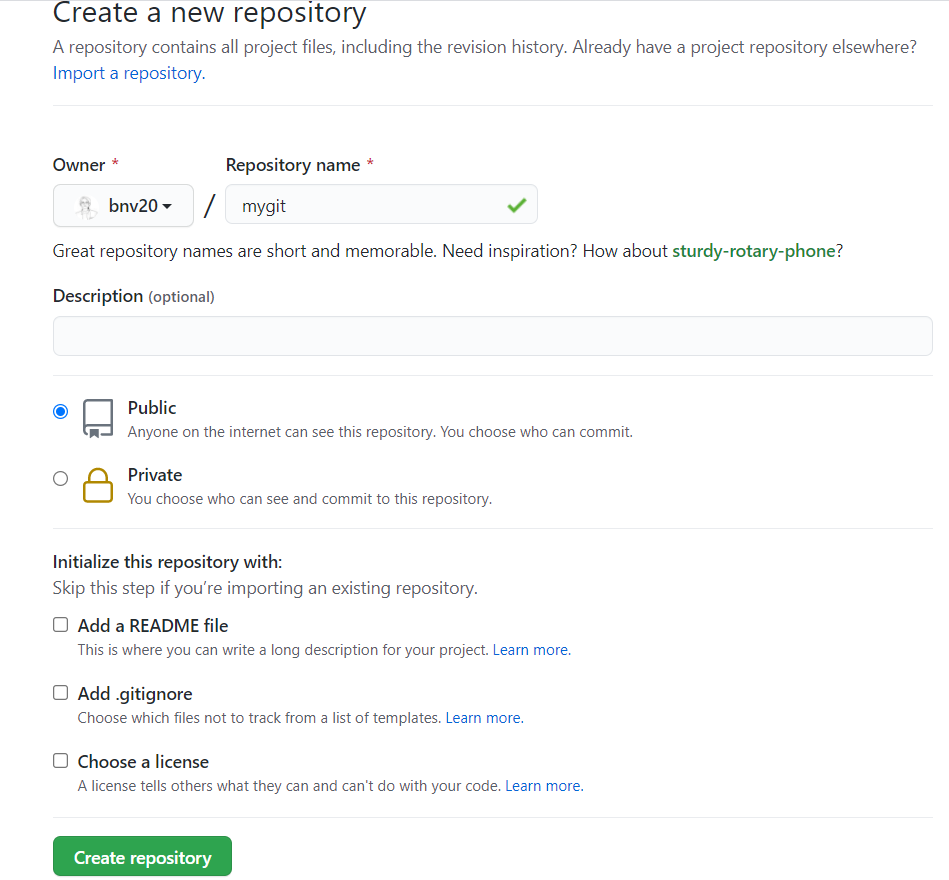 Create a new repository
A repository contains all project files, including the revision history. Already have a project repository elsewhere?
Import a repository.
Owner *
Repository name *
bnv20
/
mygit
Great repository names are short and memorable. Need inspiration? How about sturdy-rotary-phone?
Description (optional)
Public
Anyone on the internet can see this repository. You choose who can commit.
Private
You choose who can see and commit to this repository.
Initialize this repository with:
Skip this step if you’re importing an existing repository.
Add a README file
This is where you can write a long description for your project. Learn more.
Add .gitignore
Choose which files not to track from a list of templates. Learn more.
Choose a license
A license tells others what they can and can't do with your code. Learn more.
Create repository